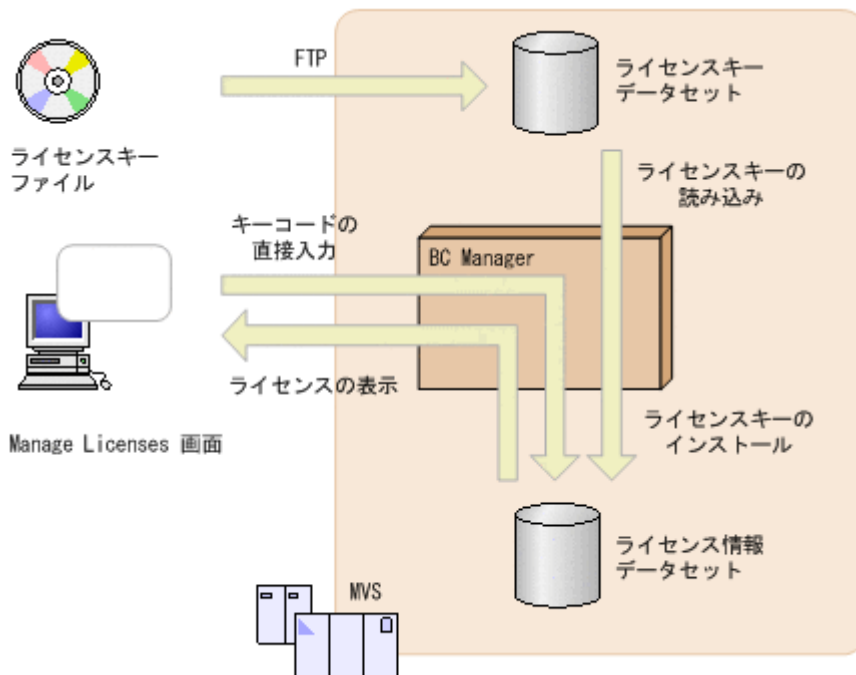 FTP
ライセンスキー
データセット
ライセンスキー
ファイル
ライセンスキーの
読み込み
キーコードの
直接入力
BC Manager
ライセンスの表示
Manage Licenses 画面
ライセンスキーの
インストール
ライセンス情報
データセット
MVS